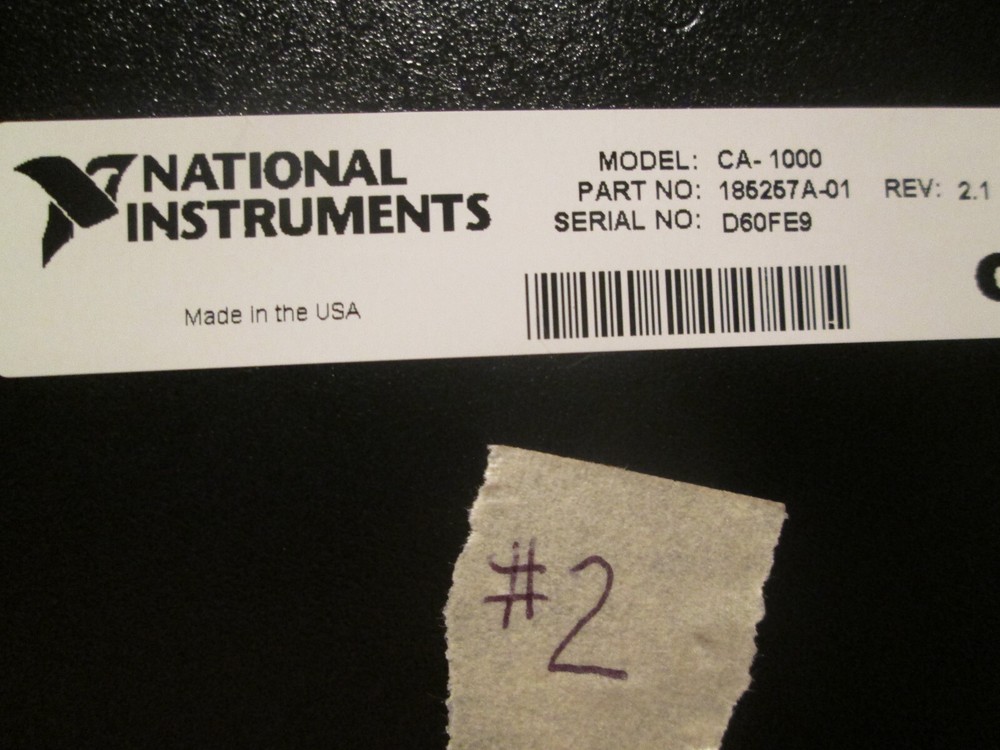 NATIONAL
INSTRUMENTS
Made in the USA
MODEL: CA-1000
PART NO: 185257A-01 REV: 2.1
SERIAL NO: D60FE9
#2